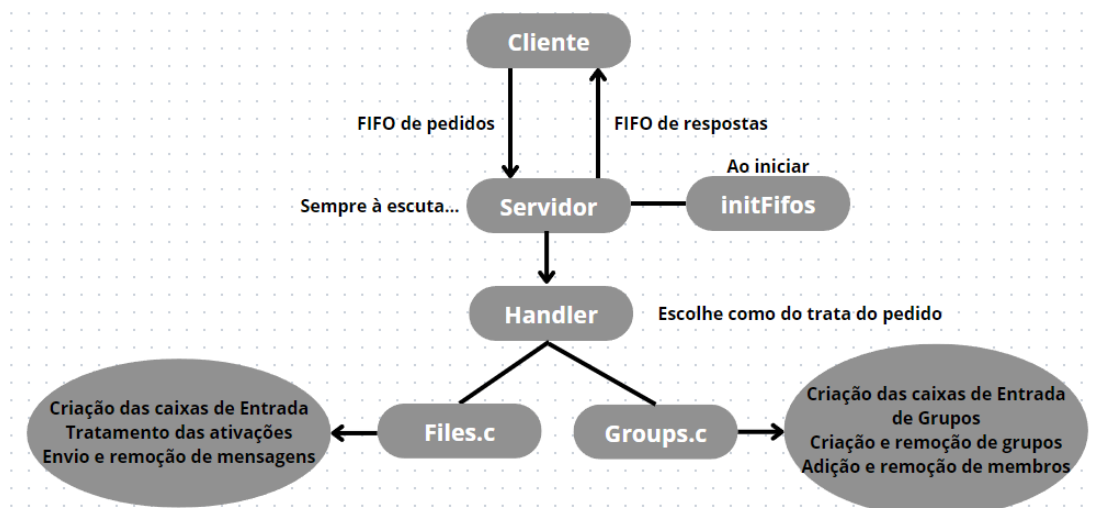 Cliente
FIFO de pedidos
FIFO de respostas
Ao iniciar
Sempre à escuta...
Servidor
initFifos
Handler
Escolhe como do trata do pedido
Criação das caixas de Entrada
Tratamento das ativações
Envio e remoção de mensagens
Files.c
Groups.c
Criação das caixas de Entrada
de Grupos
Criação e remoção de grupos
Adição e remoção de membros